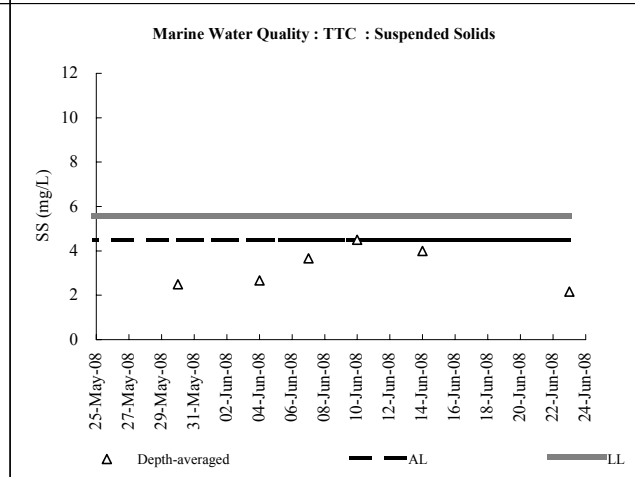 Marine Water Quality : TTC : Suspended Solids
SS (mg/L)
12
10
8
6
4
2
0
25-May-08
27-May-08
29-May-08
31-May-08
02-Jun-08
04-Jun-08
06-Jun-08
08-Jun-08
10-Jun-08
12-Jun-08
14-Jun-08
16-Jun-08
18-Jun-08
20-Jun-08
22-Jun-08
24-Jun-08
Depth-averaged AL LL